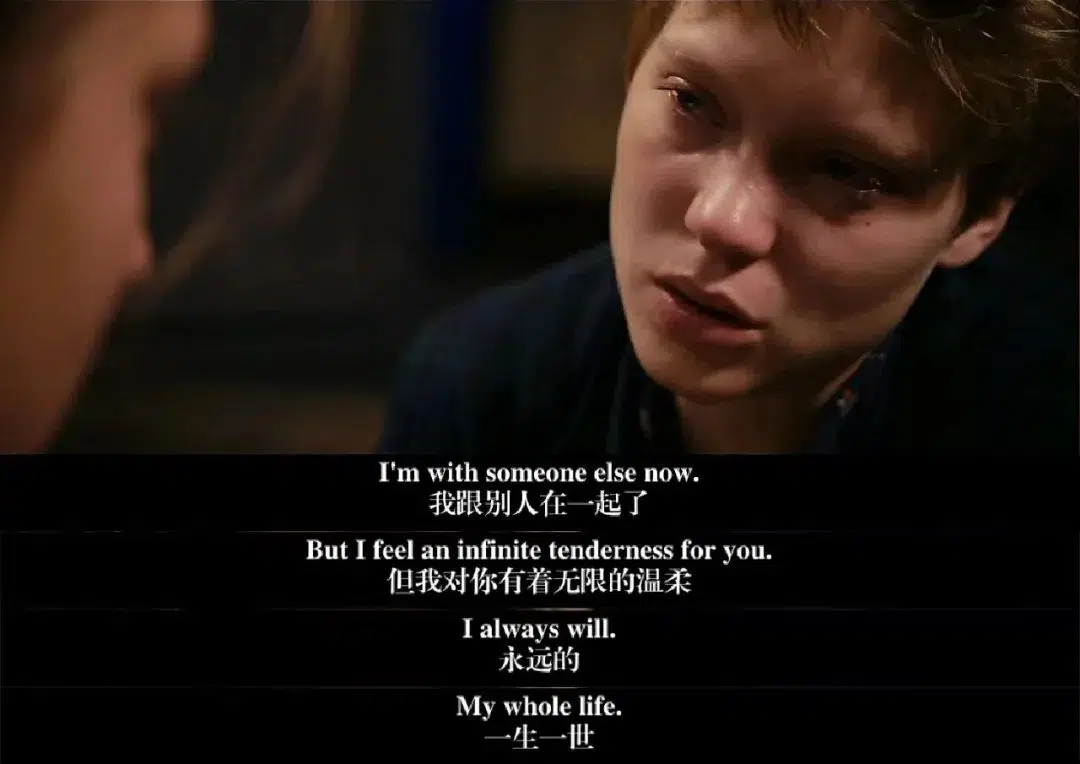 I'm with someone else now.
我跟别人在一起了
But I feel an infinite tenderness for you.
但我对你有着无限的温柔
I always will.
永远的
My whole life.
一生一世